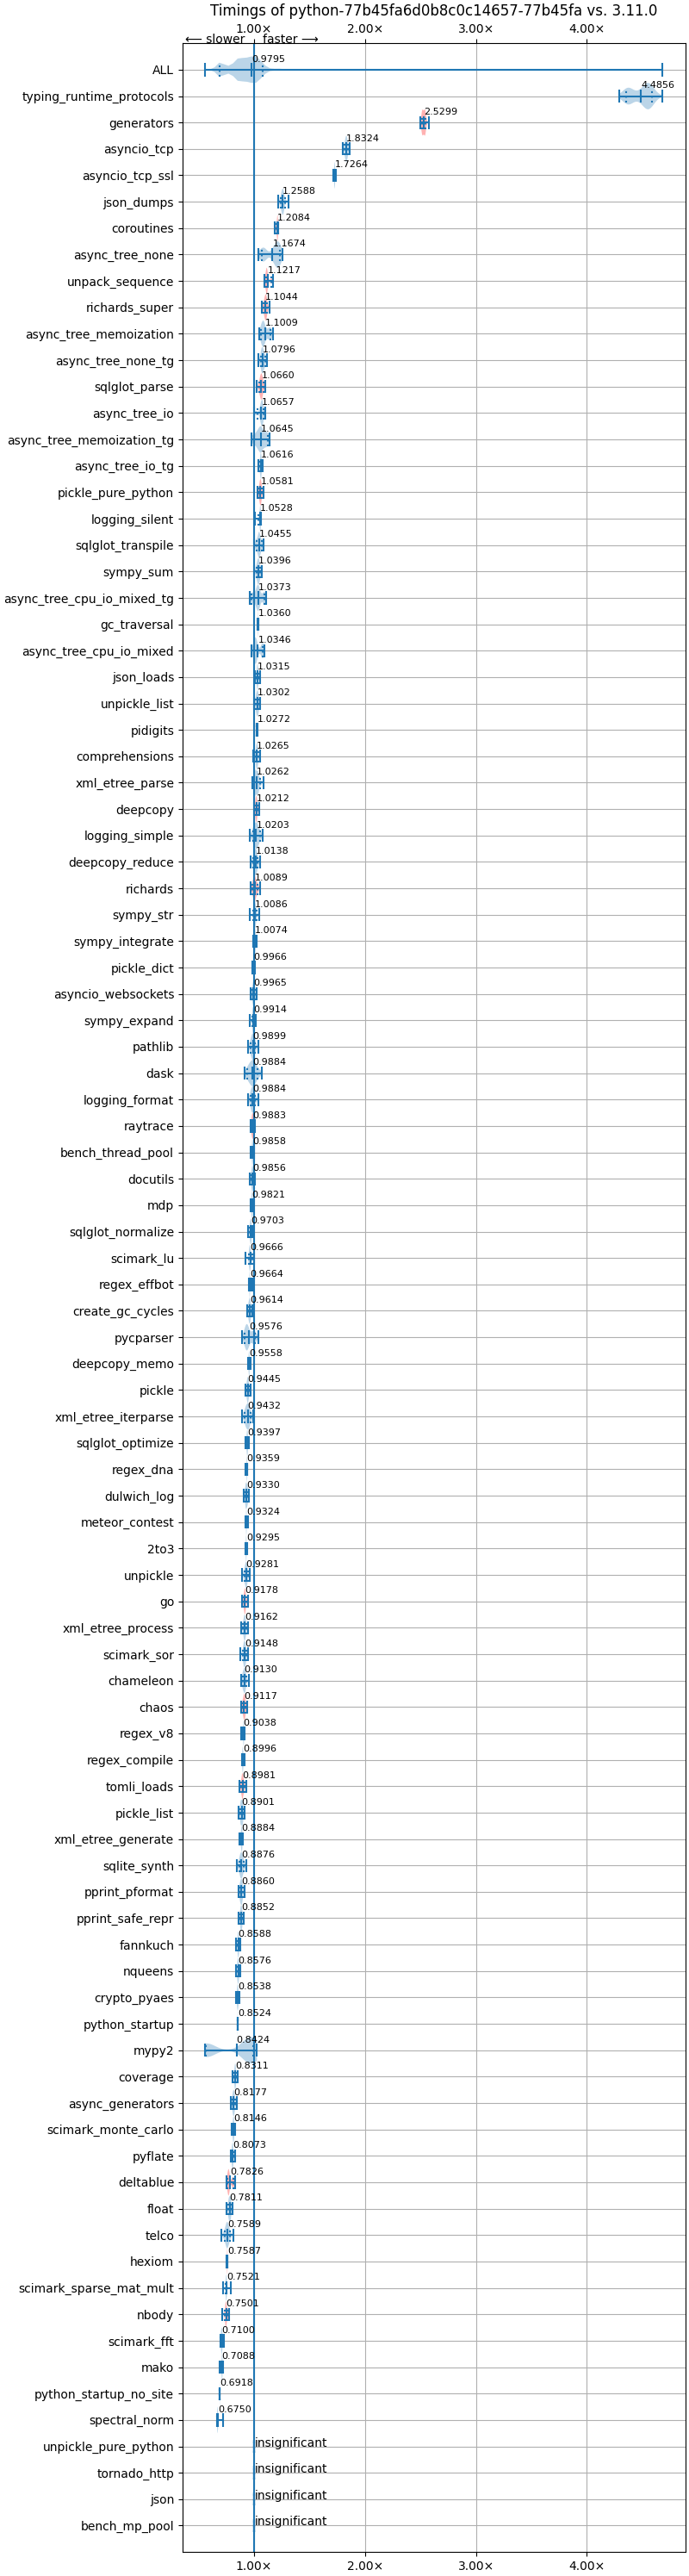 Timings of python-77b45fa6d0b8c0c14657-77b45fa vs. 3.11.0
⟵ slower faster ⟶
1.00× 2.00× 3.00× 4.00×
ALL 0.9795
typing_runtime_protocols 4.4856
generators 2.5299
asyncio_tcp 1.8324
asyncio_tcp_ssl 1.7264
json_dumps 1.2588
coroutines 1.2084
async_tree_none 1.1674
unpack_sequence 1.1217
richards_super 1.1044
async_tree_memoization 1.1009
async_tree_none_tg 1.0796
sqlglot_parse 1.0660
async_tree_io 1.0657
async_tree_memoization_tg 1.0645
async_tree_io_tg 1.0616
pickle_pure_python 1.0581
logging_silent 1.0528
sqlglot_transpile 1.0455
sympy_sum 1.0396
async_tree_cpu_io_mixed_tg 1.0373
gc_traversal 1.0360
async_tree_cpu_io_mixed 1.0346
json_loads 1.0315
unpickle_list 1.0302
pidigits 1.0272
comprehensions 1.0265
xml_etree_parse 1.0262
deepcopy 1.0212
logging_simple 1.0203
deepcopy_reduce 1.0138
richards 1.0089
sympy_str 1.0086
sympy_integrate 1.0074
pickle_dict 0.9966
asyncio_websockets 0.9965
sympy_expand 0.9914
pathlib 0.9899
dask 0.9884
logging_format 0.9884
raytrace 0.9883
bench_thread_pool 0.9858
docutils 0.9856
mdp 0.9821
sqlglot_normalize 0.9703
scimark_lu 0.9666
regex_effbot 0.9664
create_gc_cycles 0.9614
pycparser 0.9576
deepcopy_memo 0.9558
pickle 0.9445
xml_etree_iterparse 0.9432
sqlglot_optimize 0.9397
regex_dna 0.9359
dulwich_log 0.9330
meteor_contest 0.9324
2to3 0.9295
unpickle 0.9281
go 0.9178
xml_etree_process 0.9162
scimark_sor 0.9148
chameleon 0.9130
chaos 0.9117
regex_v8 0.9038
regex_compile 0.8996
tomli_loads 0.8981
pickle_list 0.8901
xml_etree_generate 0.8884
sqlite_synth 0.8876
pprint_pformat 0.8860
pprint_safe_repr 0.8852
fannkuch 0.8588
nqueens 0.8576
crypto_pyaes 0.8538
python_startup 0.8524
mypy2 0.8424
coverage 0.8311
async_generators 0.8177
scimark_monte_carlo 0.8146
pyflate 0.8073
deltablue 0.7826
float 0.7811
telco 0.7589
hexiom 0.7587
scimark_sparse_mat_mult 0.7521
nbody 0.7501
scimark_fft 0.7100
mako 0.7088
python_startup_no_site 0.6918
spectral_norm 0.6750
unpickle_pure_python insignificant
tornado_http insignificant
json insignificant
bench_mp_pool insignificant
1.00× 2.00× 3.00× 4.00×